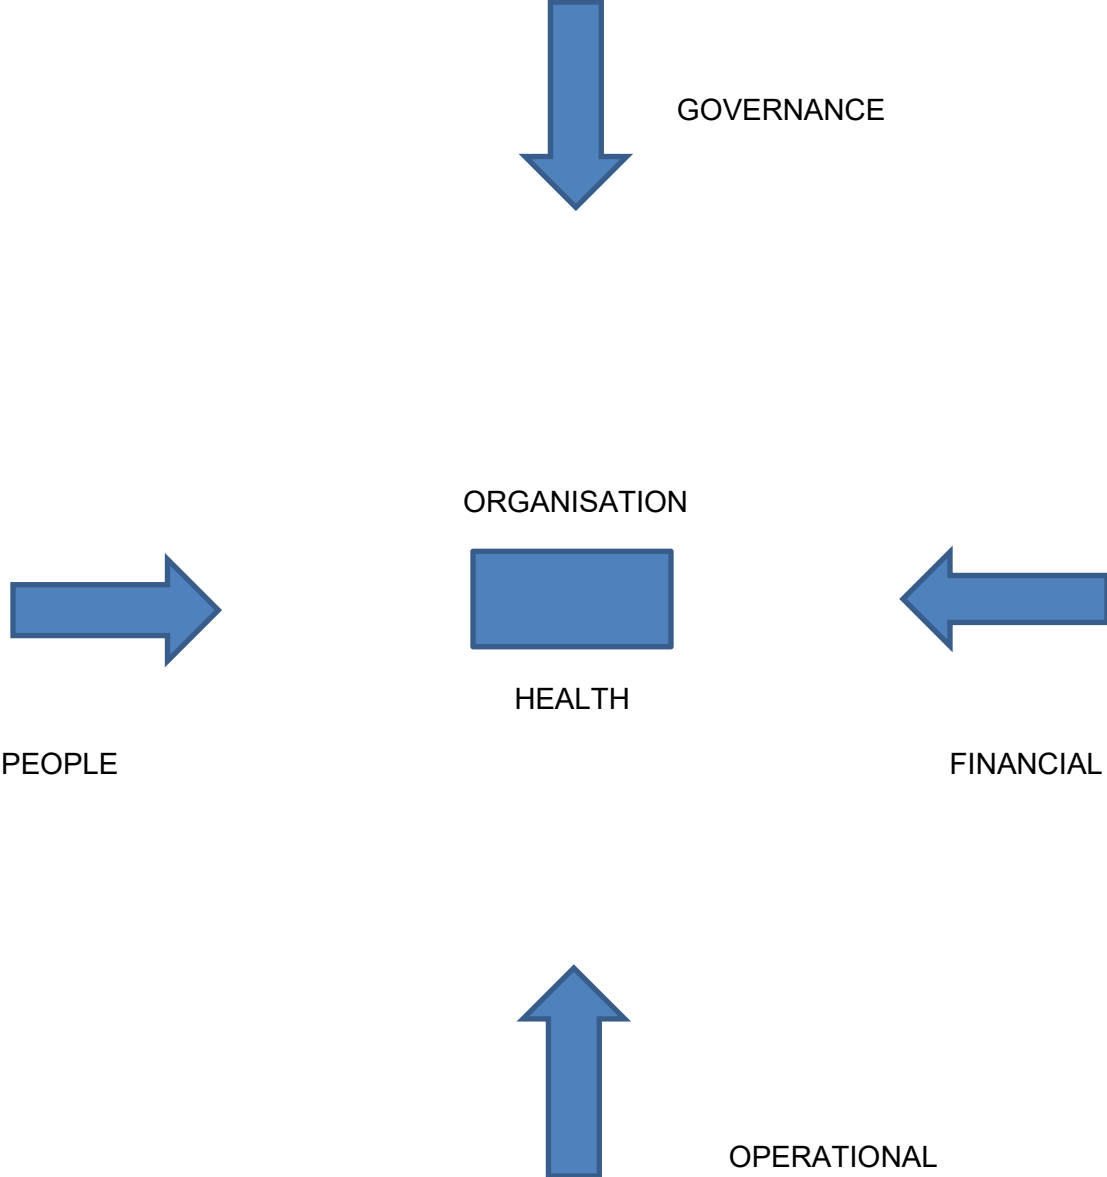 GOVERNANCE
ORGANISATION
HEALTH
PEOPLE
FINANCIAL
OPERATIONAL